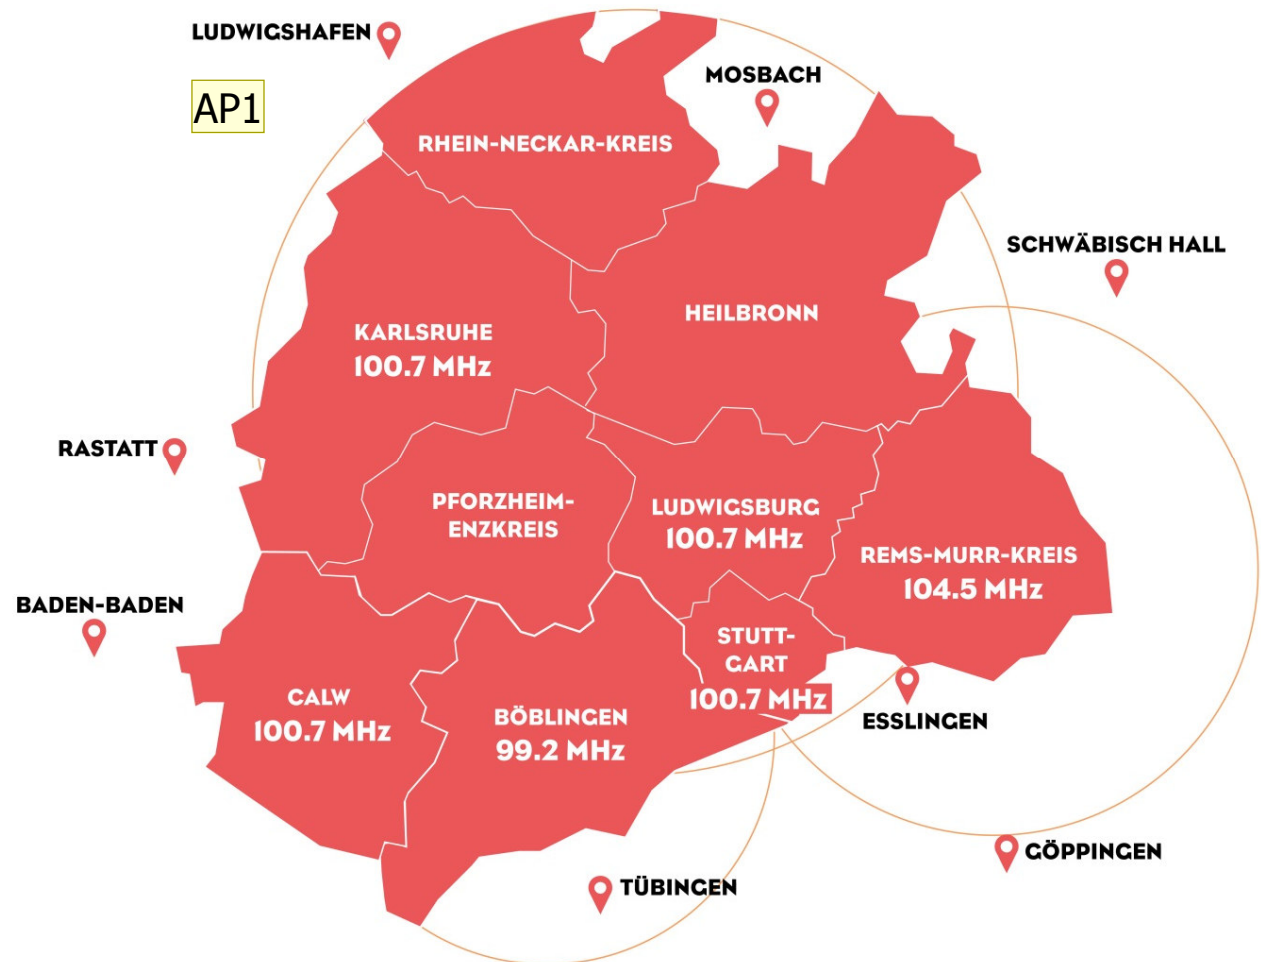 LUDWIGSHAFEN
AP1
MOSBACH
RHEIN-NECKAR-KREIS
SCHWÄBISCH HALL
HEILBRONN
KARLSRUHE
100.7 MHz
RASTATT
PFORZHEIM-
ENZKREIS
LUDWIGSBURG
100.7 MHz
REMS-MURR-KREIS
104.5 MHz
BADEN-BADEN
STUTT-
GART
100.7 MHz
CALW
100.7 MHz
BÖBLINGEN
99.2 MHz
ESSLINGEN
GÖPPINGEN
TÜBINGEN